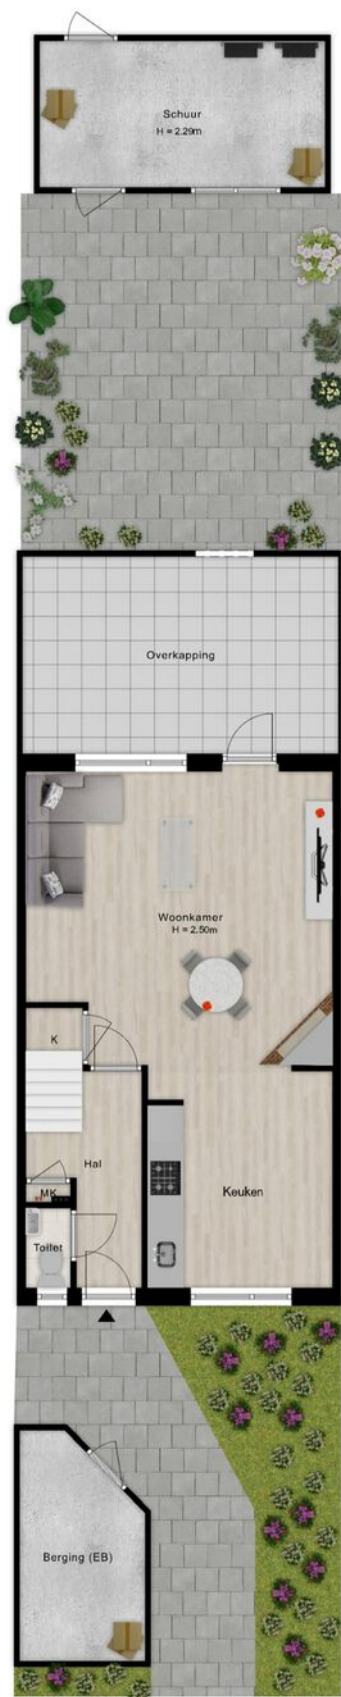 Schuur
H = 2.29m
Overkapping
Woonkamer
H = 2.50m
K
Hal
Keuken
MK
Toilet
Berging (EB)